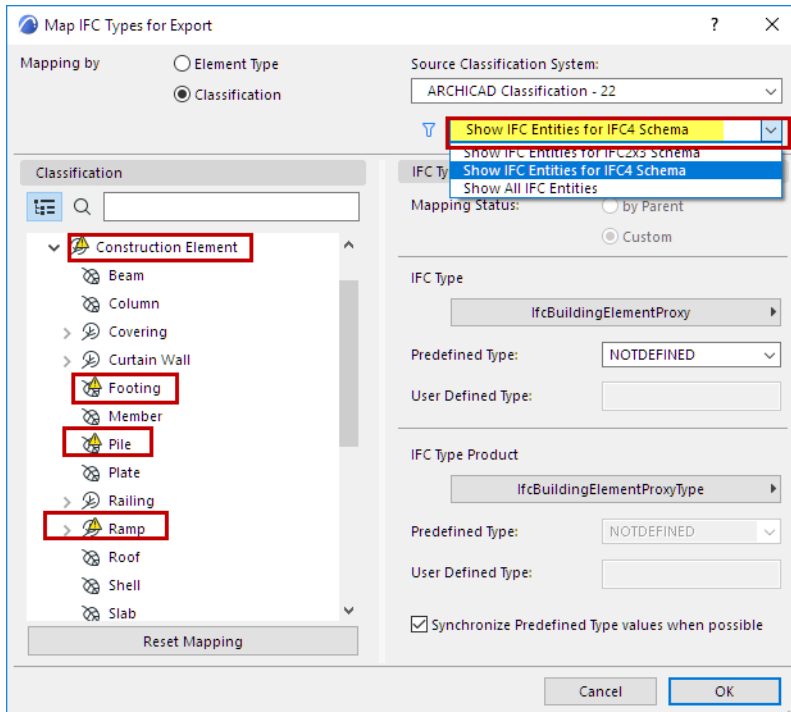 Map IFC Types for Export
?
Mapping by
Element Type
Classification
Source Classification System:
ARCHICAD Classification - 22
Show IFC Entities for IFC4 Schema
Show IFC Entities for IFC2x3 Schema
Show IFC Entities for IFC4 Schema
Show All IFC Entities
Classification
Construction Element
Beam
Column
Covering
Curtain Wall
Footing
Member
Pile
Plate
Railing
Ramp
Roof
Shell
Slab
Reset Mapping
IFC Ty
Mapping Status:
by Parent
Custom
IFC Type
IfcBuildingElementProxy
Predefined Type:
NOTDEFINED
User Defined Type:
IFC Type Product
IfcBuildingElementProxyType
Predefined Type:
NOTDEFINED
User Defined Type:
Synchronize Predefined Type values when possible
Cancel
OK